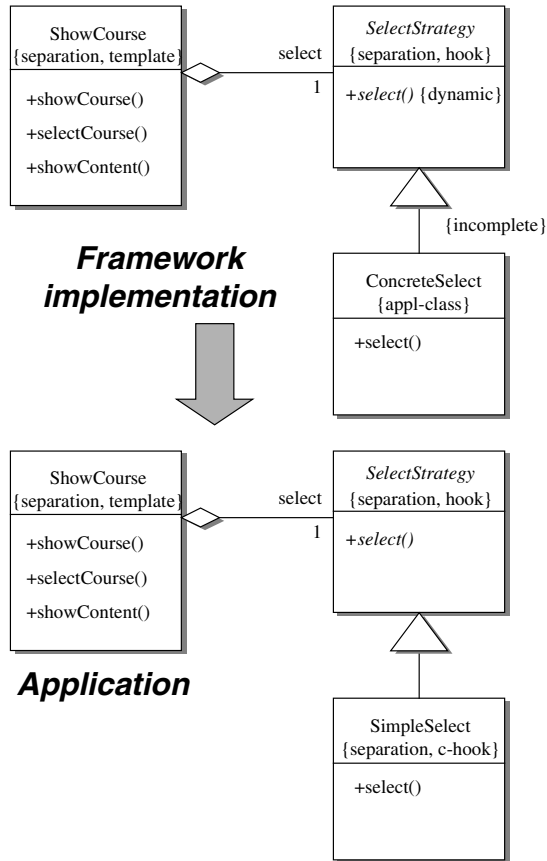 ShowCourse
{separation, template}
+showCourse()
+selectCourse()
+showContent()
select
1
SelectStrategy
{separation, hook}
+select() {dynamic}
{incomplete}
ConcreteSelect
{appl-class}
+select()
Framework
implementation
ShowCourse
{separation, template}
+showCourse()
+selectCourse()
+showContent()
select
1
SelectStrategy
{separation, hook}
+select()
Application
SimpleSelect
{separation, c-hook}
+select()